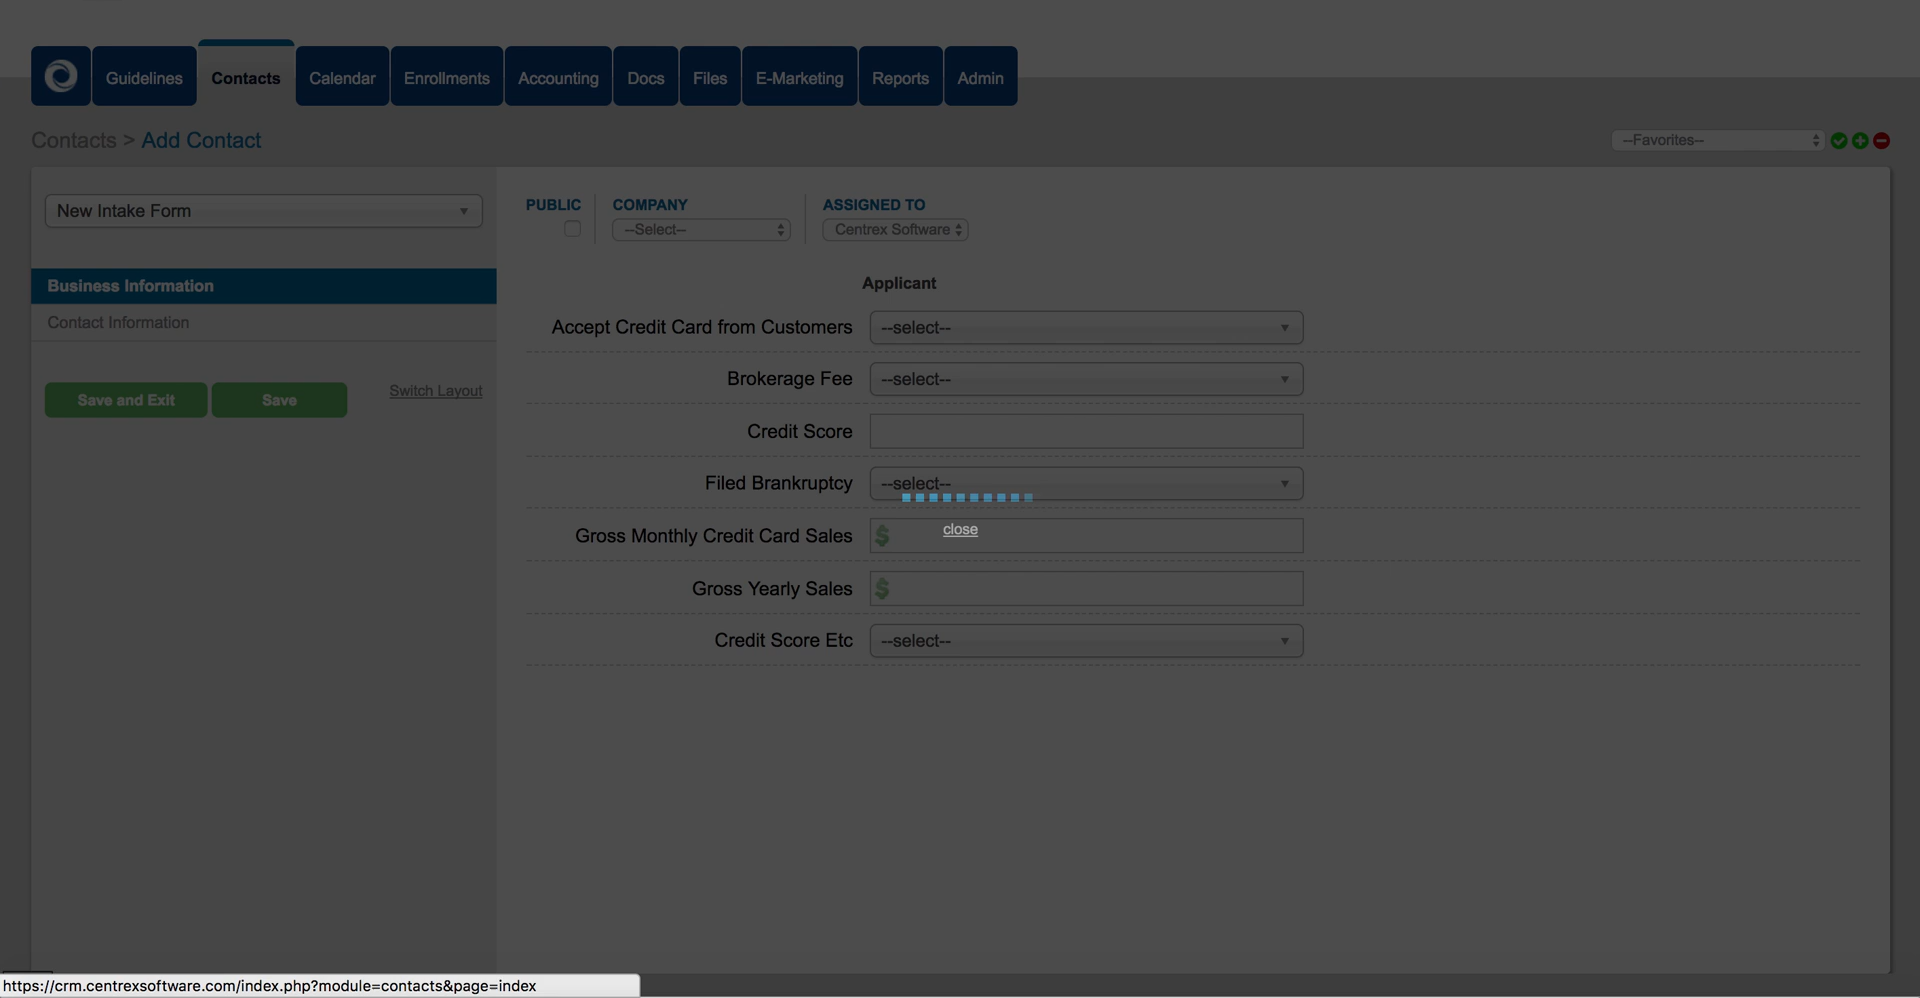 Guidelines Contacts Calendar Enrollments Accounting Docs Files E-Marketing Reports Admin
Contacts > Add Contact
--Favorites--
New Intake Form
Business Information
Contact Information
Save and Exit Save Switch Layout
PUBLIC COMPANY ASSIGNED TO
--Select-- Centrex Software
Applicant
Accept Credit Card from Customers --select--
Brokerage Fee --select--
Credit Score
Filed Brankruptcy --select--
close
Gross Monthly Credit Card Sales $
Gross Yearly Sales $
Credit Score Etc --select--
https://crm.centrexsoftware.com/index.php?module=contacts&page=index